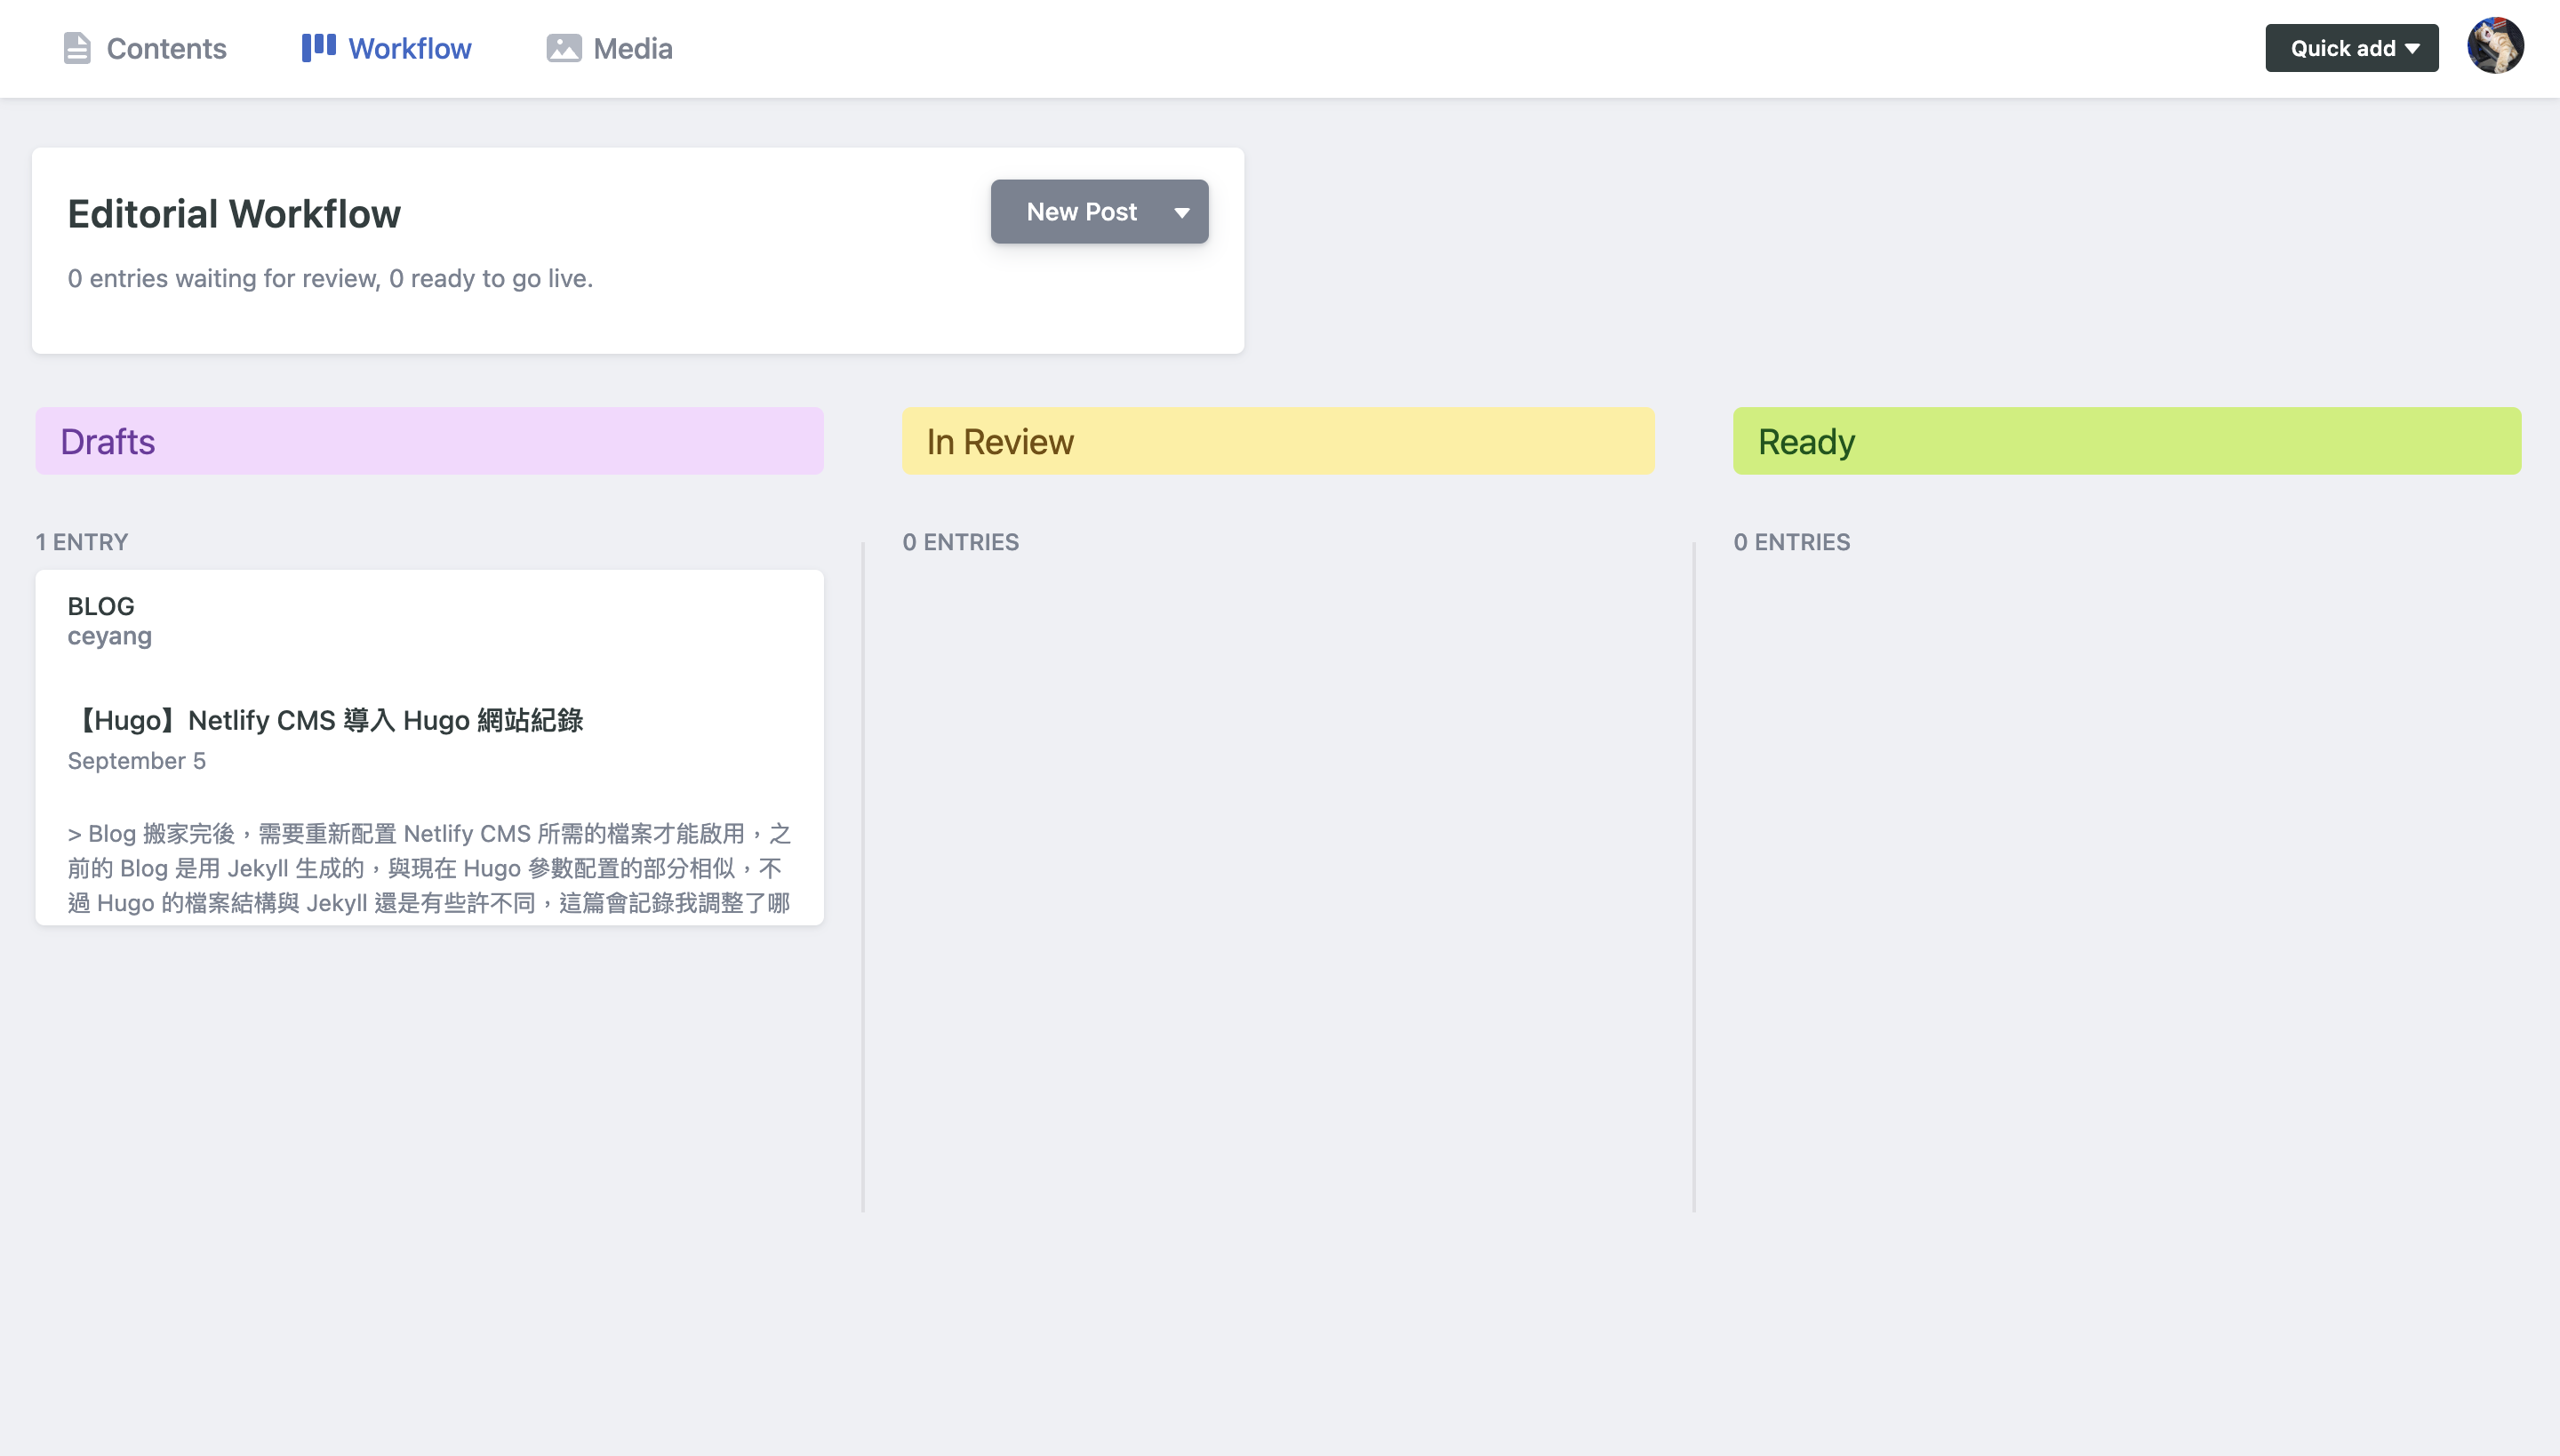 Contents
Workflow
Media
Quick add
Editorial Workflow
New Post
0 entries waiting for review, 0 ready to go live.
Drafts
In Review
Ready
1 ENTRY
0 ENTRIES
0 ENTRIES
BLOG
ceyang
【Hugo】Netlify CMS 導入 Hugo 網站紀錄
September 5
> Blog 搬家完後，需要重新配置 Netlify CMS 所需的檔案才能啟用，之
前的 Blog 是用 Jekyll 生成的，與現在 Hugo 參數配置的部分相似，不
過 Hugo 的檔案結構與 Jekyll 還是有些許不同，這篇會記錄我調整了哪